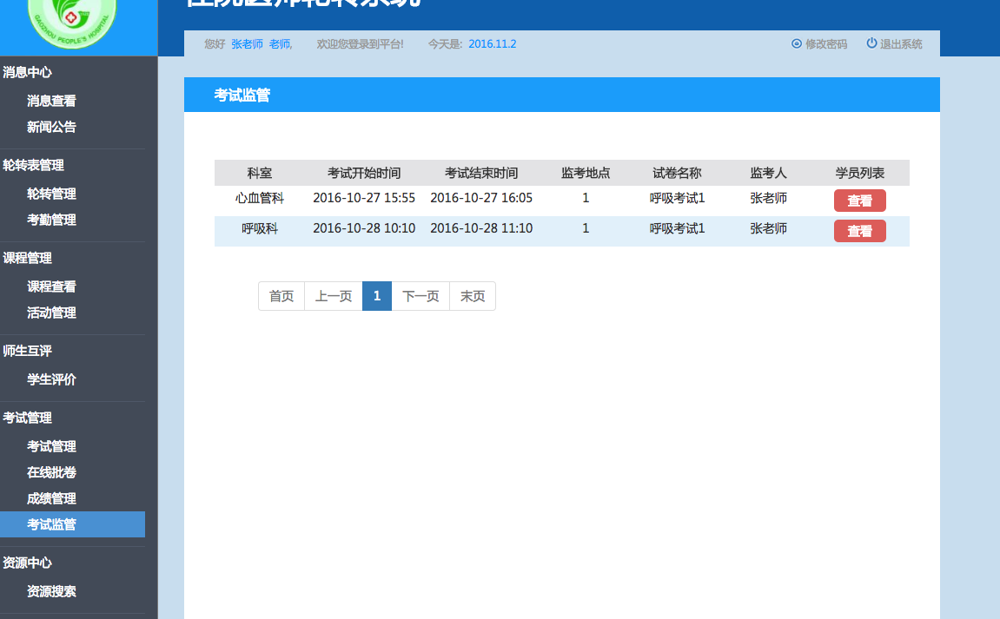 GAOZHOU PEOPLE'S HOSPITAL
住院医师轮转系统
您好 张老师 老师, 欢迎您登录到平台! 今天是: 2016.11.2 修改密码 退出系统
消息中心
消息查看
新闻公告
轮转表管理
轮转管理
考勤管理
课程管理
课程查看
活动管理
师生互评
学生评价
考试管理
考试管理
在线批卷
成绩管理
考试监管
资源中心
资源搜索
考试监管
科室 考试开始时间 考试结束时间 监考地点 试卷名称 监考人 学员列表
心血管科 2016-10-27 15:55 2016-10-27 16:05 1 呼吸考试1 张老师 查看
呼吸科 2016-10-28 10:10 2016-10-28 11:10 1 呼吸考试1 张老师 查看
首页 上一页 1 下一页 末页